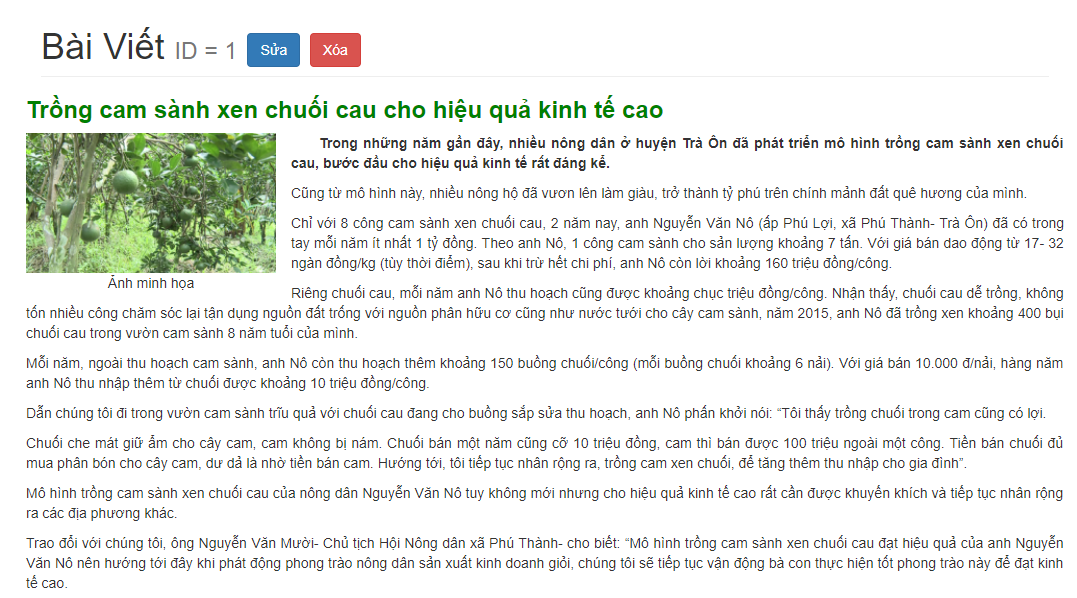 Bài Viết ID = 1 Sửa Xóa
Trồng cam sành xen chuối cau cho hiệu quả kinh tế cao
Trong những năm gần đây, nhiều nông dân ở huyện Trà Ôn đã phát triển mô hình trồng cam sành xen chuối
cau, bước đầu cho hiệu quả kinh tế rất đáng kể.
Cũng từ mô hình này, nhiều nông hộ đã vươn lên làm giàu, trở thành tỷ phú trên chính mảnh đất quê hương của mình.
Chỉ với 8 công cam sành xen chuối cau, 2 năm nay, anh Nguyễn Văn Nô (ấp Phú Lợi, xã Phú Thành- Trà Ôn) đã có trong
tay mỗi năm ít nhất 1 tỷ đồng. Theo anh Nô, 1 công cam sành cho sản lượng khoảng 7 tấn. Với giá bán dao động từ 17- 32
ngàn đồng/kg (tùy thời điểm), sau khi trừ hết chi phí, anh Nô còn lời khoảng 160 triệu đồng/công.
Ảnh minh họa
Riêng chuối cau, mỗi năm anh Nô thu hoạch cũng được khoảng chục triệu đồng/công. Nhận thấy, chuối cau dễ trồng, không
tốn nhiều công chăm sóc lại tận dụng nguồn đất trống với nguồn phân hữu cơ cũng như nước tưới cho cây cam sành, năm 2015, anh Nô đã trồng xen khoảng 400 bụi
chuối cau trong vườn cam sành 8 năm tuổi của mình.
Mỗi năm, ngoài thu hoạch cam sành, anh Nô còn thu hoạch thêm khoảng 150 buồng chuối/công (mỗi buồng chuối khoảng 6 nải). Với giá bán 10.000 đ/nải, hàng năm
anh Nô thu nhập thêm từ chuối được khoảng 10 triệu đồng/công.
Dẫn chúng tôi đi trong vườn cam sành trĩu quả với chuối cau đang cho buồng sắp sửa thu hoạch, anh Nô phấn khởi nói: “Tôi thấy trồng chuối trong cam cũng có lợi.
Chuối che mát giữ ẩm cho cây cam, cam không bị nám. Chuối bán một năm cũng cỡ 10 triệu đồng, cam thì bán được 100 triệu ngoài một công. Tiền bán chuối đủ
mua phân bón cho cây cam, dư dả là nhờ tiền bán cam. Hướng tới, tôi tiếp tục nhân rộng ra, trồng cam xen chuối, để tăng thêm thu nhập cho gia đình”.
Mô hình trồng cam sành xen chuối cau của nông dân Nguyễn Văn Nô tuy không mới nhưng cho hiệu quả kinh tế cao rất cần được khuyến khích và tiếp tục nhân rộng
ra các địa phương khác.
Trao đổi với chúng tôi, ông Nguyễn Văn Mười- Chủ tịch Hội Nông dân xã Phú Thành- cho biết: “Mô hình trồng cam sành xen chuối cau đạt hiệu quả của anh Nguyễn
Văn Nô nên hướng tới đây khi phát động phong trào nông dân sản xuất kinh doanh giỏi, chúng tôi sẽ tiếp tục vận động bà con thực hiện tốt phong trào này để đạt kinh
tế cao.